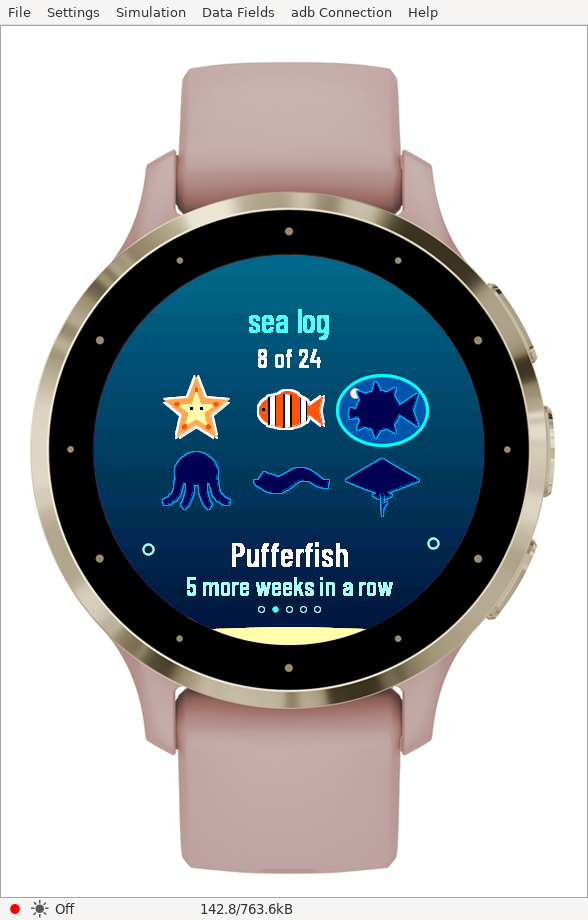 File Settings Simulation Data Fields adb Connection Help
sea log
8 of 24
Pufferfish
5 more weeks in a row
Off 142.8/763.6kB